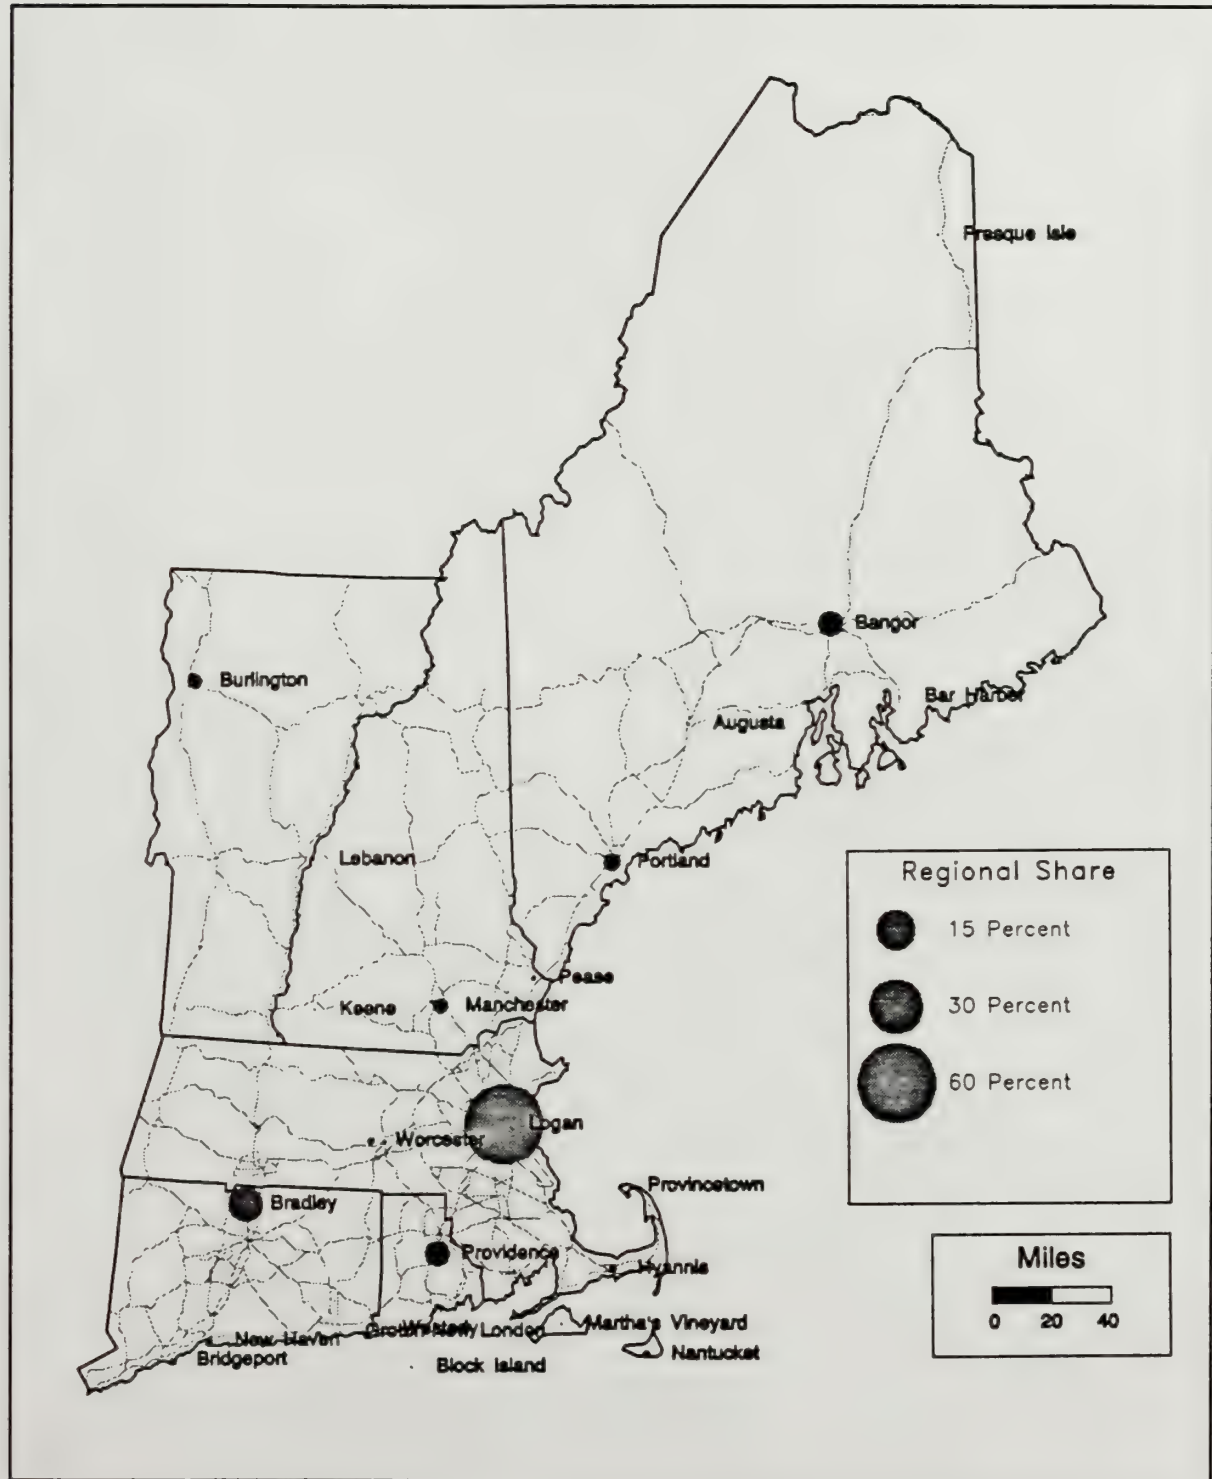 Presque Isle
Bangor
Burlington
Bar Harbor
Augusta
Lebanon
Portland
Regional Share
15 Percent
Pease
Keene
Manchester
30 Percent
60 Percent
Logan
Worcester
Provincetown
Bradley
Providence
Hyannis
Miles
0 20 40
Martha's Vineyard
New Haven
Groton New London
Bridgeport
Block Island
Nantucket